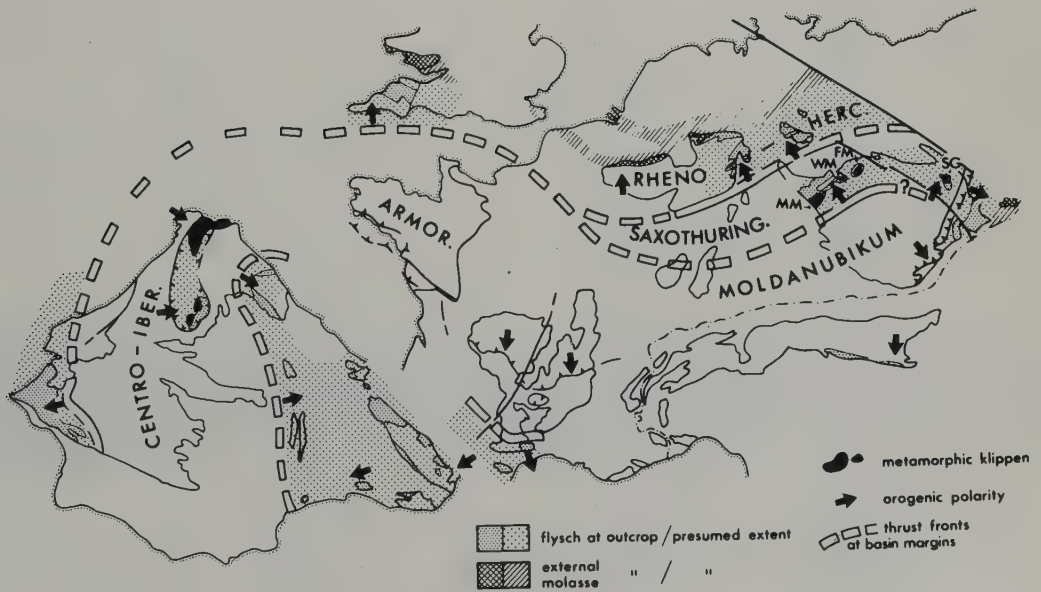 HERC.
RHENO
FM
WM
SG
?
MM
ARMOR.
SAXOTHURING.
MOLDANUBIKUM
CENTRO-IBER.
metamorphic klippen
orogenic polarity
thrust fronts
at basin margins
flysch at outcrop / presumed extent
external " / "
molasse